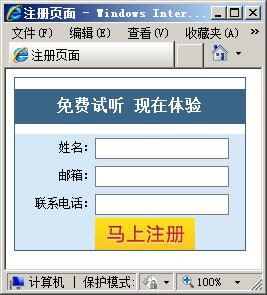 注册页面 - Windows Inter...
文件(F) 编辑(E) 查看(V) 收藏夹(A) »
注册页面
免费试听 现在体验
姓名：
邮箱：
联系电话：
马上注册
计算机 | 保护模式: 100%